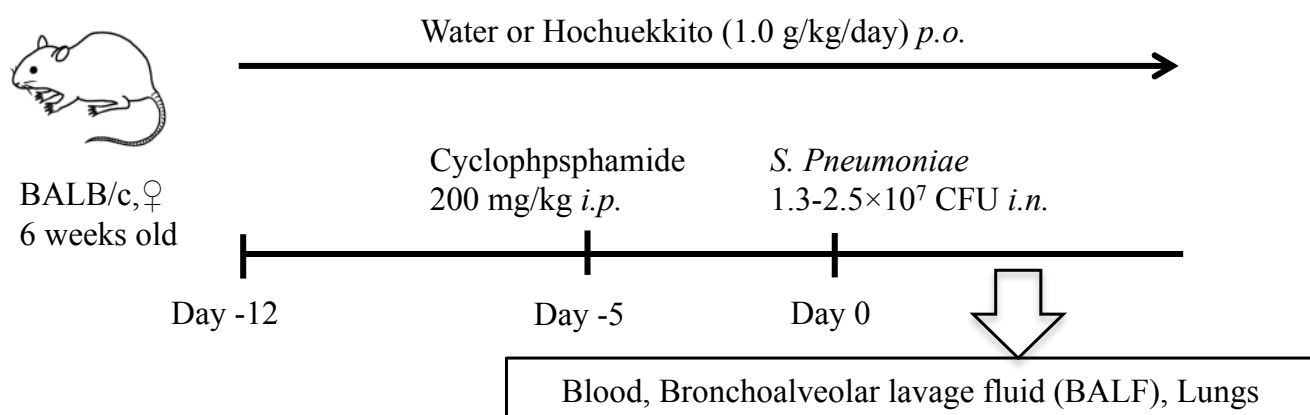 Water or Hochuekkito (1.0 g/kg/day) p.o.
BALB/c,♀
6 weeks old
Cyclophpsphamide
200 mg/kg i.p.
S. Pneumoniae
1.3-2.5×10⁷ CFU i.n.
Day -12
Day -5
Day 0
Blood, Bronchoalveolar lavage fluid (BALF), Lungs